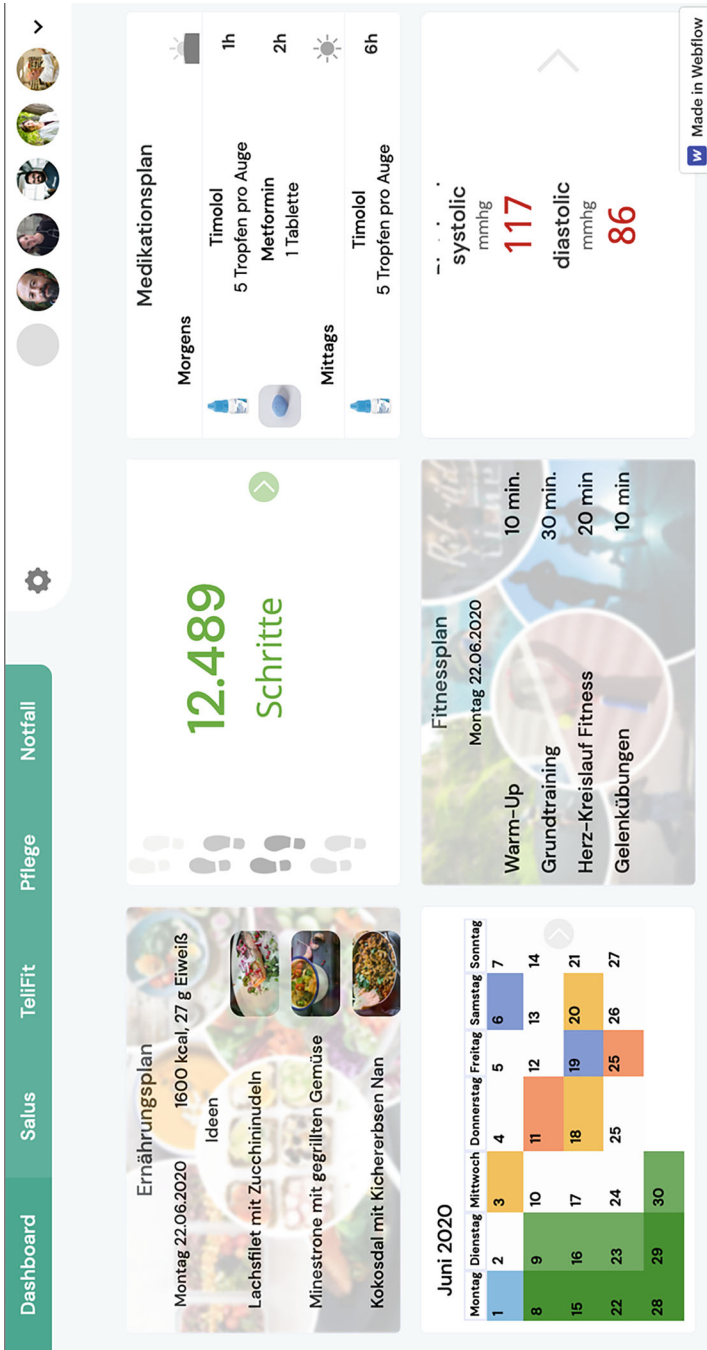 Dashboard
Salus
TeliFit
Pflege
Notfall
Ernährungsplan
Montag 22.06.2020 1600 kcal, 27 g Eiweiß
Ideen
Lachsfilet mit Zucchininudeln
Minestrone mit gegrillten Gemüse
Kokosdal mit Kichererbsen Nan
12.489
Schritte
Medikationsplan
Morgens
Timolol 1h
5 Tropfen pro Auge
Metformin 2h
1 Tablette
Mittags
Timolol 6h
5 Tropfen pro Auge
Juni 2020
Montag Dienstag Mittwoch Donnerstag Freitag Samstag Sonntag
1 2 3 4 5 6 7
8 9 10 11 12 13 14
15 16 17 18 19 20 21
22 23 24 25 25 26 27
28 29 30
Fitnessplan
Montag 22.06.2020
Warm-Up 10 min.
Grundtraining 30 min.
Herz-Kreislauf Fitness 20 min
Gelenkübungen 10 min
systolic
mmhg
117
diastolic
mmhg
86
Made in Webflow